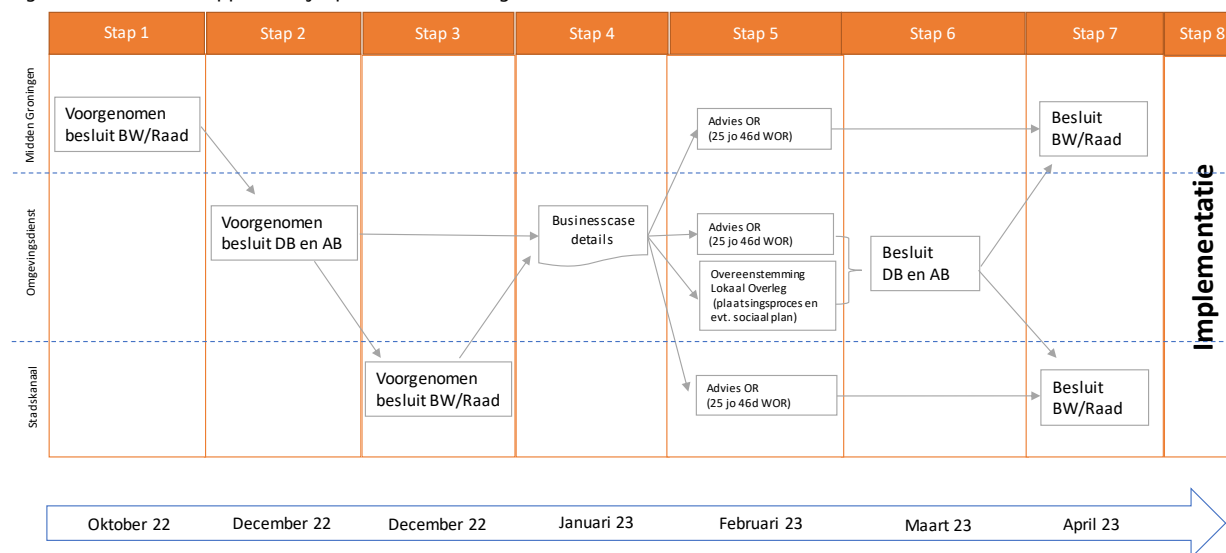 Stap 1
Stap 2
Stap 3
Stap 4
Stap 5
Stap 6
Stap 7
Stap 8
Midden Groningen
Voorgenomen
besluit BW/Raad
Advies OR
(25 jo 46d WOR)
Besluit
BW/Raad
Omgevingsdienst
Voorgenomen
besluit DB en AB
Businesscase
details
Advies OR
(25 jo 46d WOR)
Overeenstemming
Lokaal Overleg
(plaatsingsproces en
evt. sociaal plan)
Besluit
DB en AB
Implementatie
Stadskanaal
Voorgenomen
besluit BW/Raad
Advies OR
(25 jo 46d WOR)
Besluit
BW/Raad
Oktober 22
December 22
December 22
Januari 23
Februari 23
Maart 23
April 23